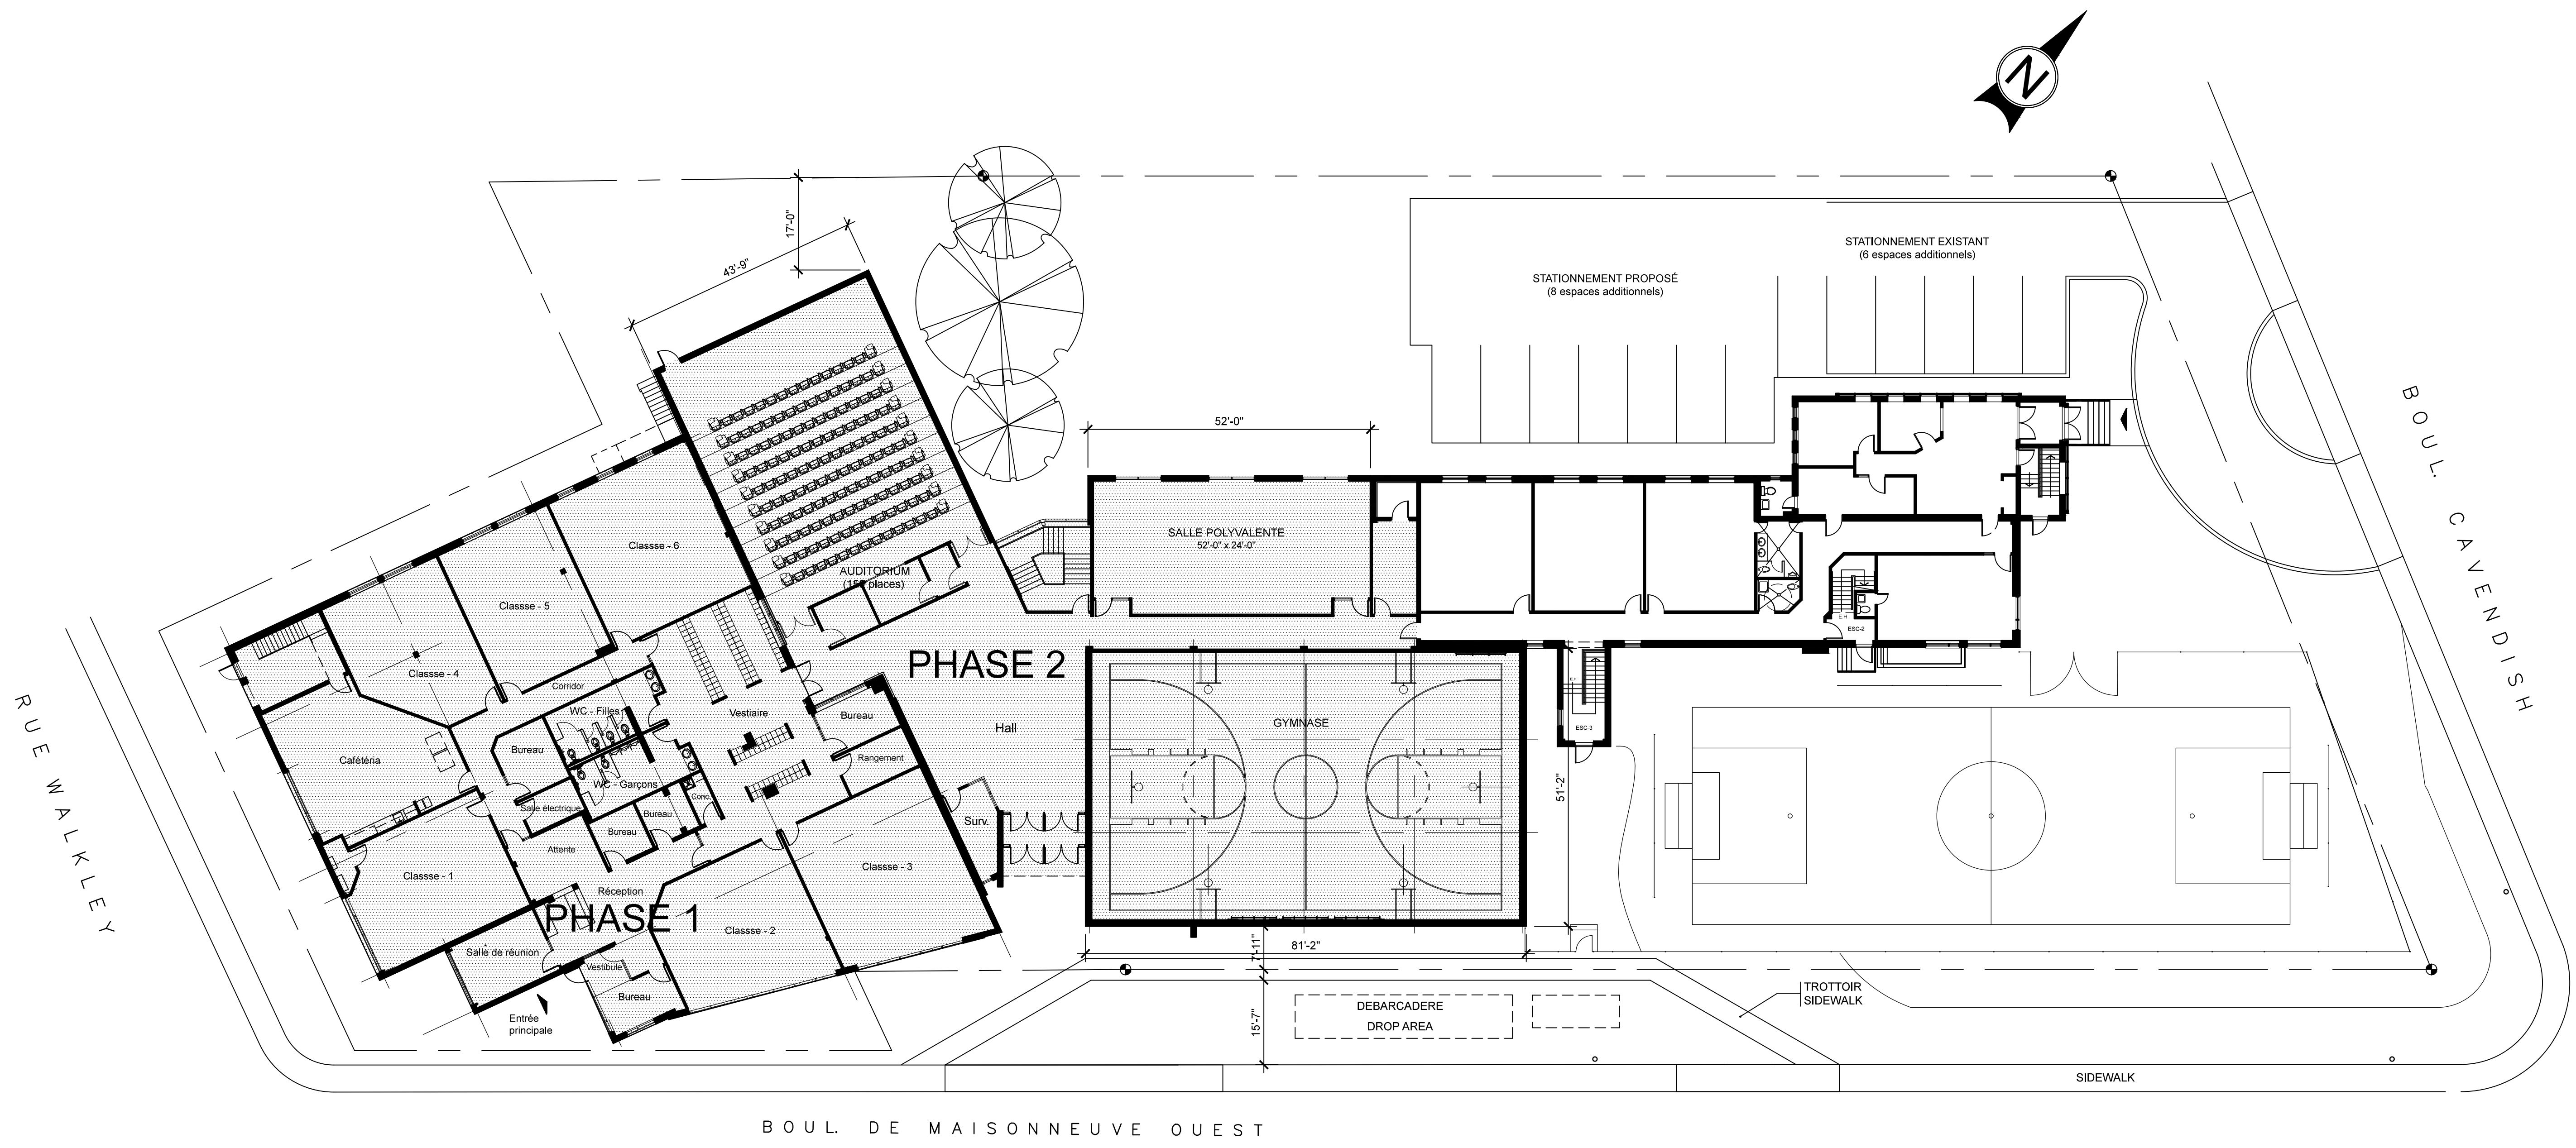 N
17'-0"
43'-9"
STATIONNEMENT EXISTANT
(6 espaces additionnels)
STATIONNEMENT PROPOSÉ
(8 espaces additionnels)
BOUL. CAVENDISH
52'-0"
SALLE POLYVALENTE
52'-0" x 24'-0"
Classse - 6
AUDITORIUM
places)
Classse - 5
Classse - 4
Corridor
E.H.
ESC-2
PHASE 2
E.H.
ESC-3
WC - Filles
Vestiaire
Bureau
Hall
GYMNASE
RUE WALKLEY
Bureau
Cafétéria
Rangement
WC - Garçons
Conc.
Salle électrique
Bureau
Bureau
Surv.
51'-2"
Attente
Classse - 3
Classse - 1
Réception
PHASE 1
Classse - 2
Salle de réunion
Vestibule
Bureau
Entrée
principale
7'-11"
81'-2"
15'-7"
DEBARCADERE
DROP AREA
TROTTOIR
SIDEWALK
SIDEWALK
BOUL. DE MAISONNEUVE OUEST